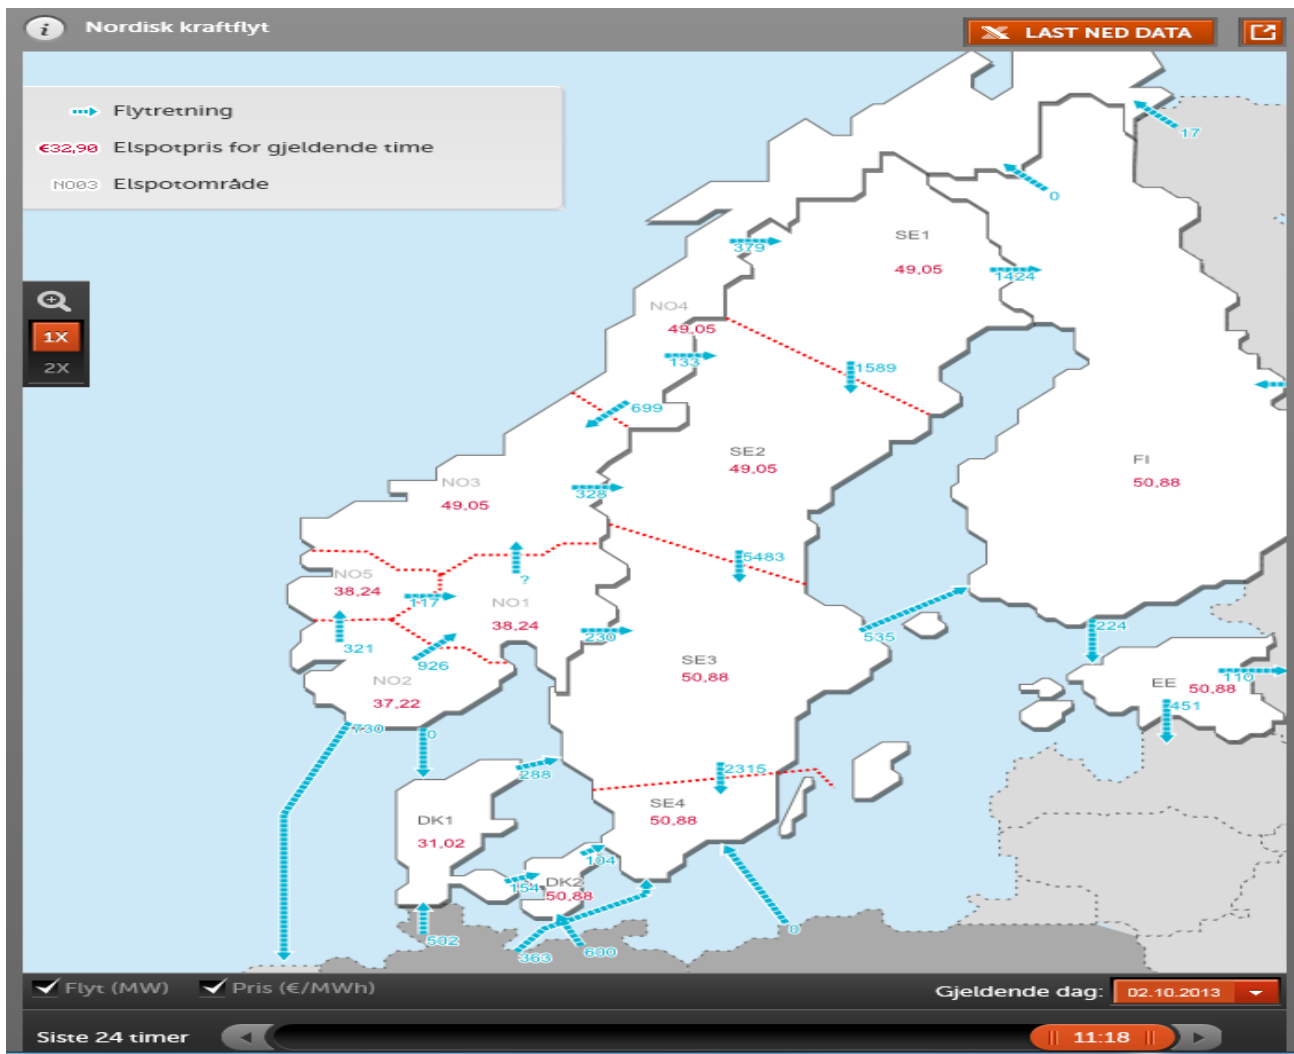 i Nordisk kraftflyt
LAST NED DATA
Flytretning
€32,90 Elspotpris for gjeldende time
NO03 Elspotområde
17
0
SE1
379
49,05
1424
NO4
49,05
1X
133
1589
2X
699
SE2
49,05
FI
50,88
NO3
49,05
328
5483
NO5
38,24
?
117
NO1
38,24
230
535
224
321
926
SE3
50,88
NO2
37,22
EE
50,88
110
451
730
0
288
2315
SE4
50,88
DK1
31,02
104
154
DK2
50,88
502
363
600
0
Flyt (MW) Pris (€/MWh)
Gjeldende dag: 02.10.2013
Siste 24 timer
11:18